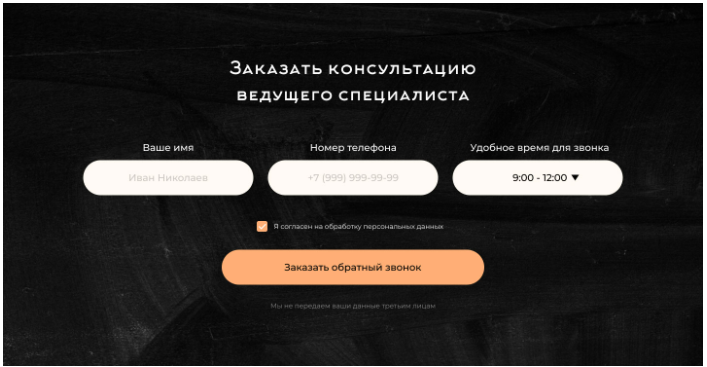 Заказать консультацию
ведущего специалиста
Ваше имя
Номер телефона
Удобное время для звонка
Иван Николаев
+7 (999) 999-99-99
9:00 - 12:00
Я согласен на обработку персональных данных
Заказать обратный звонок
Мы не передаем ваши данные третьем лицам